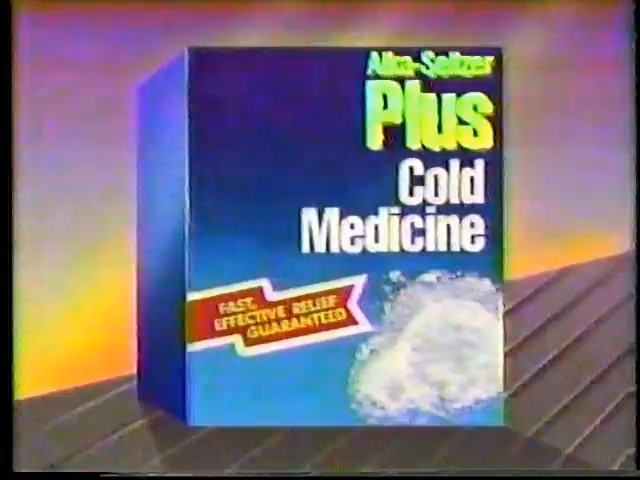 Alka-Seltzer
Plus
Cold
Medicine
FAST,
EFFECTIVE RELIEF
GUARANTEED